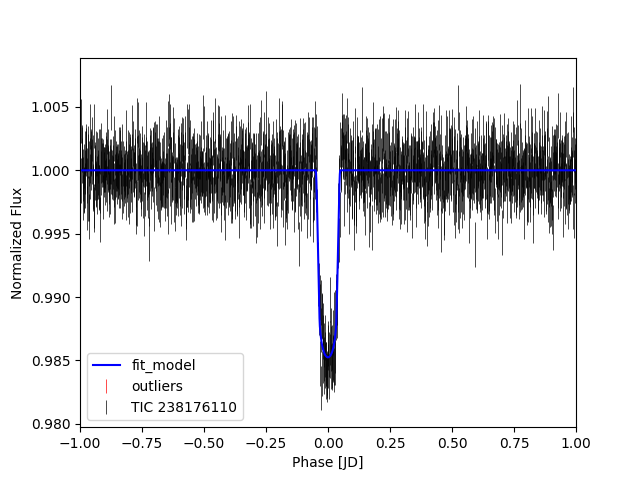 1.005
1.000
0.995
0.990
0.985
0.980
Normalized Flux
fit_model
outliers
TIC 238176110
−1.00 −0.75 −0.50 −0.25 0.00 0.25 0.50 0.75 1.00
Phase [JD]